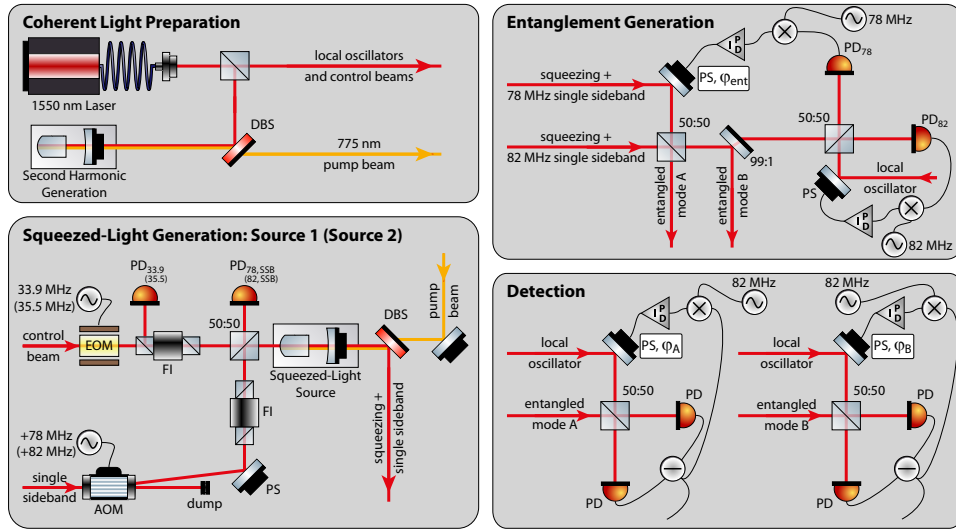 Coherent Light Preparation
1550 nm Laser
local oscillators
and control beams
DBS
775 nm
pump beam
Second Harmonic
Generation
Squeezed-Light Generation: Source 1 (Source 2)
33.9 MHz
(35.5 MHz)
PD33.9
(35.5)
PD78, SSB
(82, SSB)
control
beam
EOM
FI
50:50
Squeezed-Light
Source
DBS
pump
beam
squeezing +
single sideband
FI
+78 MHz
(+82 MHz)
single
sideband
AOM
dump
PS
Entanglement Generation
78 MHz
P
I
D
PD78
PS, φent
squeezing +
78 MHz single sideband
squeezing +
82 MHz single sideband
50:50
50:50
PD82
99:1
entangled
mode A
entangled
mode B
PS
local
oscillator
P
I
D
82 MHz
Detection
82 MHz
P
I
D
PS, φA
local
oscillator
50:50
entangled
mode A
PD
PD
82 MHz
P
I
D
PS, φB
local
oscillator
50:50
entangled
mode B
PD
PD